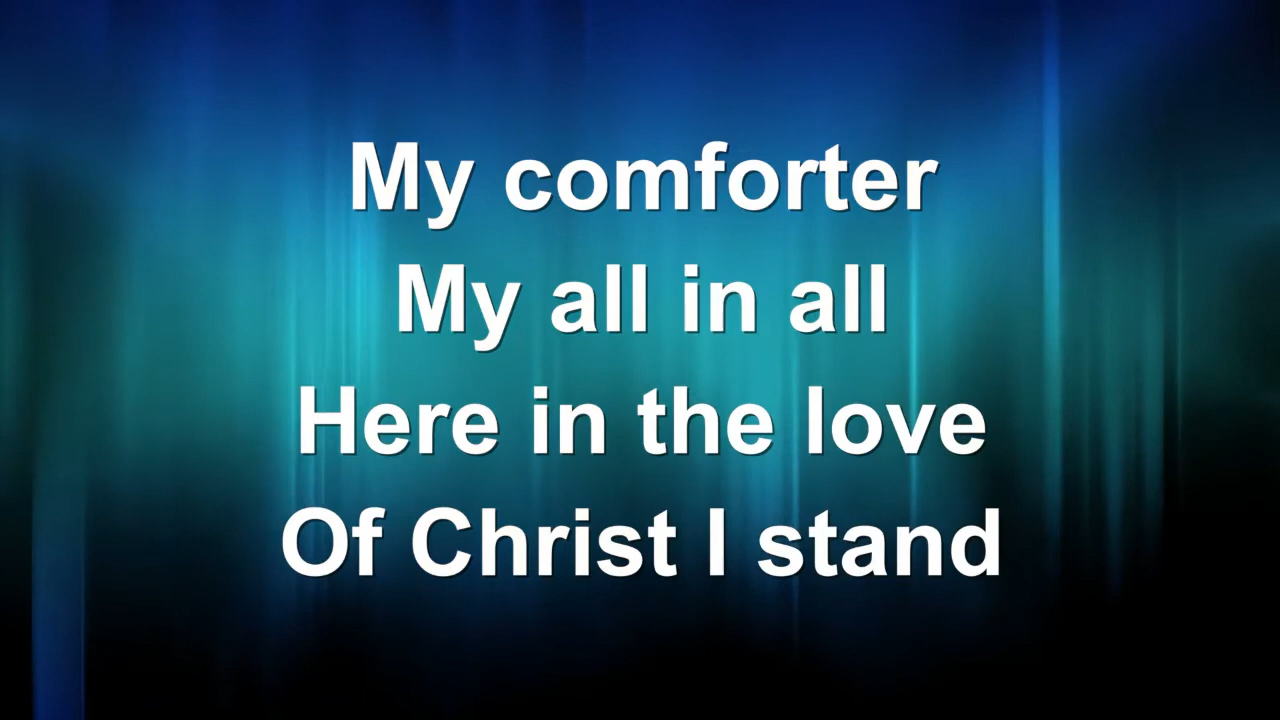 My comforter
My all in all
Here in the love
Of Christ I stand